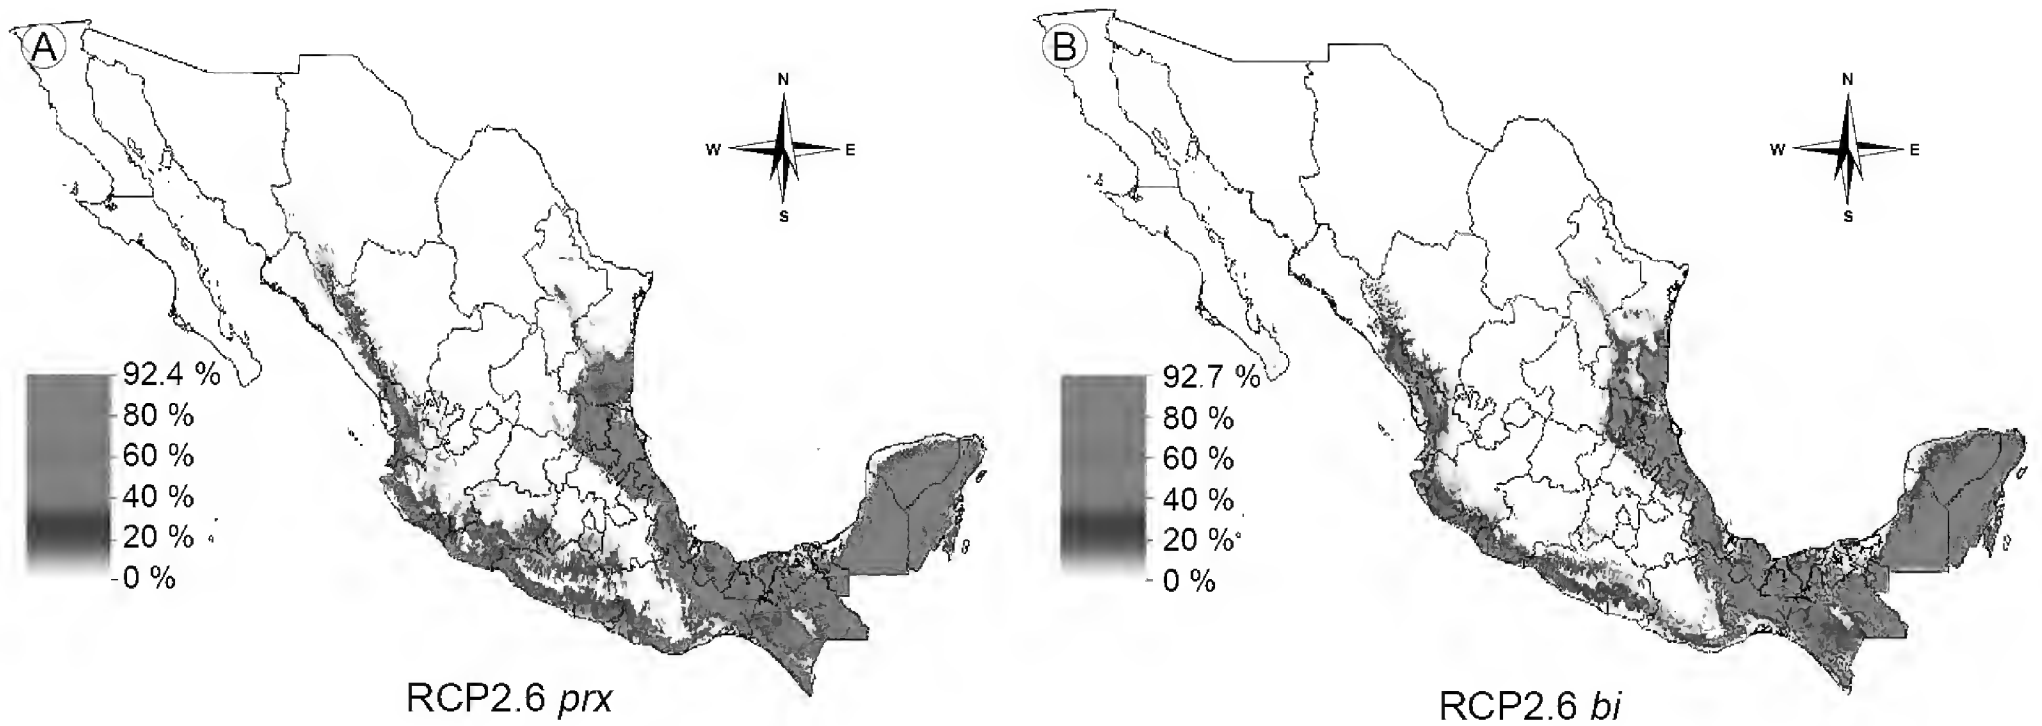 A
N
W E
S
92.4 %
80 %
60 %
40 %
20 %
0 %
RCP2.6 prx
B
N
W E
S
92.7 %
80 %
60 %
40 %
20 %
0 %
RCP2.6 bi